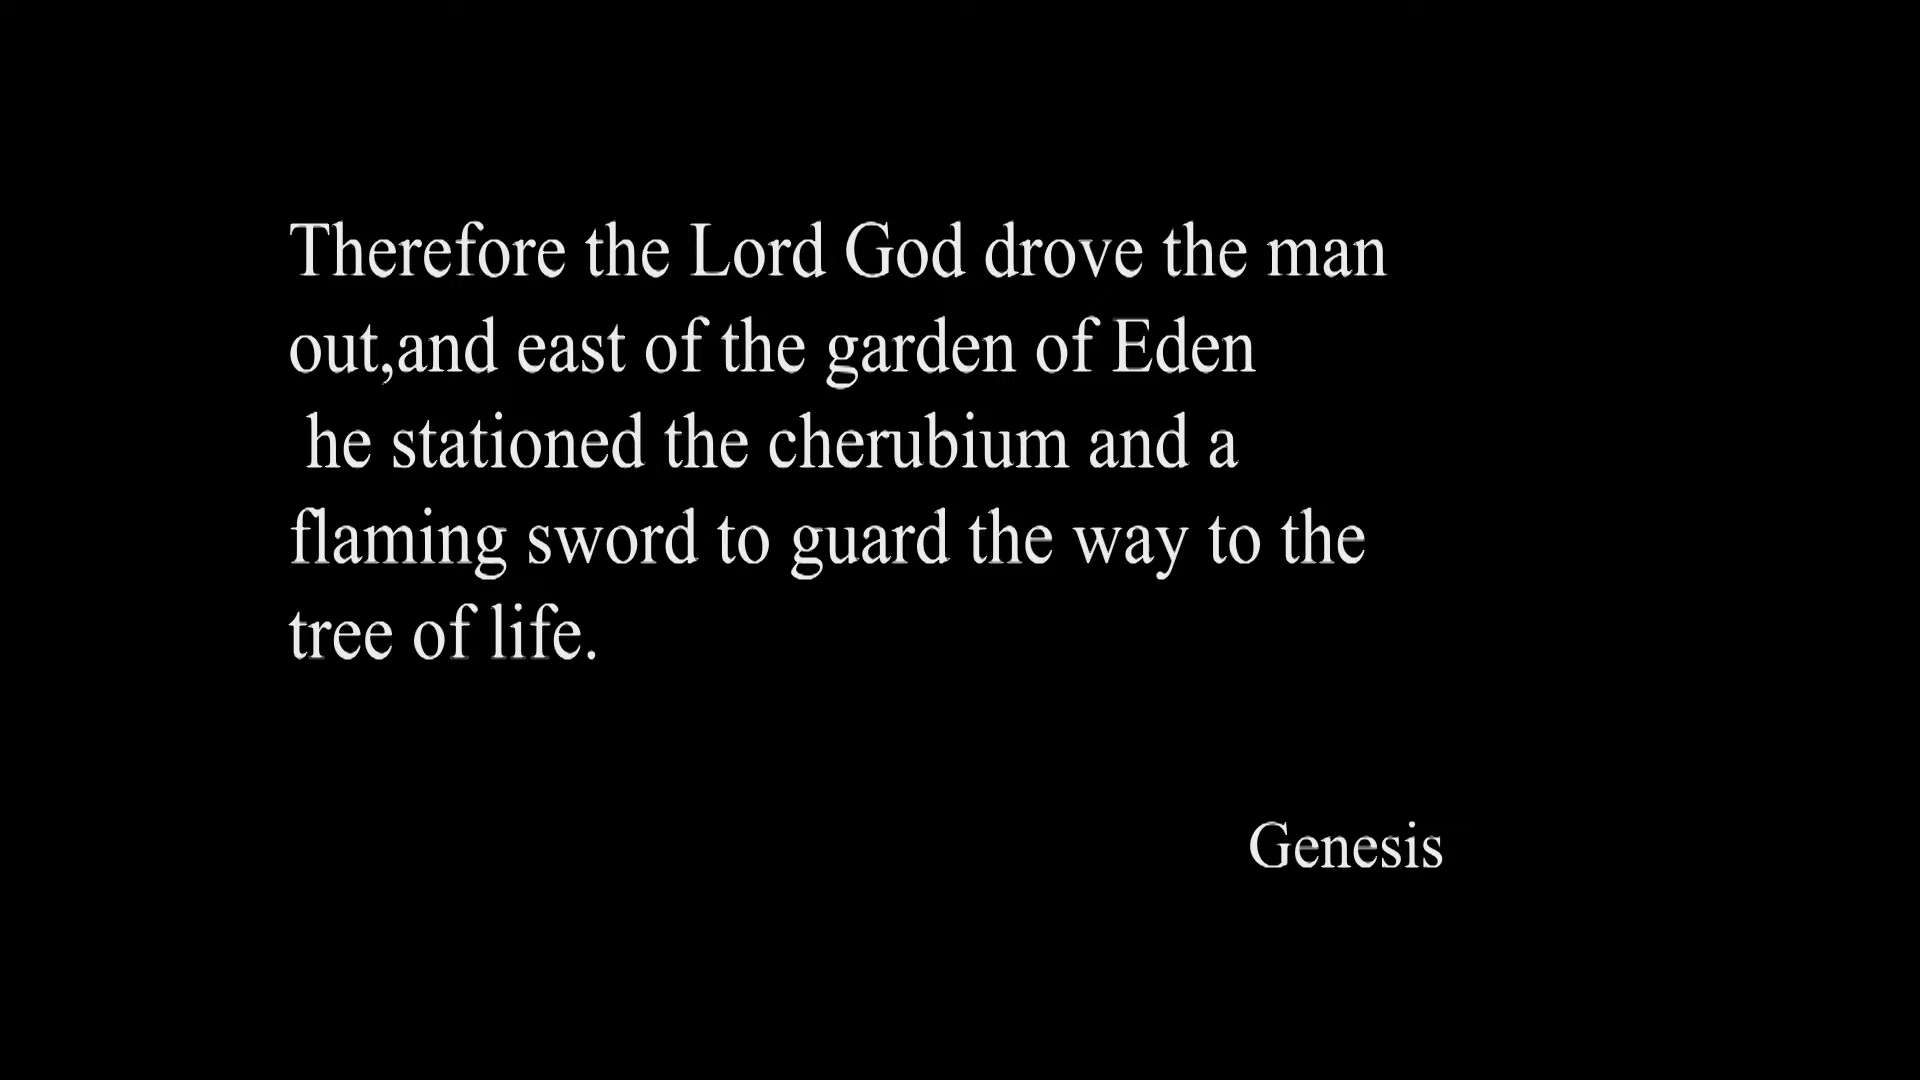 Therefore the Lord God drove the man
out,and east of the garden of Eden
he stationed the cherubium and a
flaming sword to guard the way to the
tree of life.
Genesis